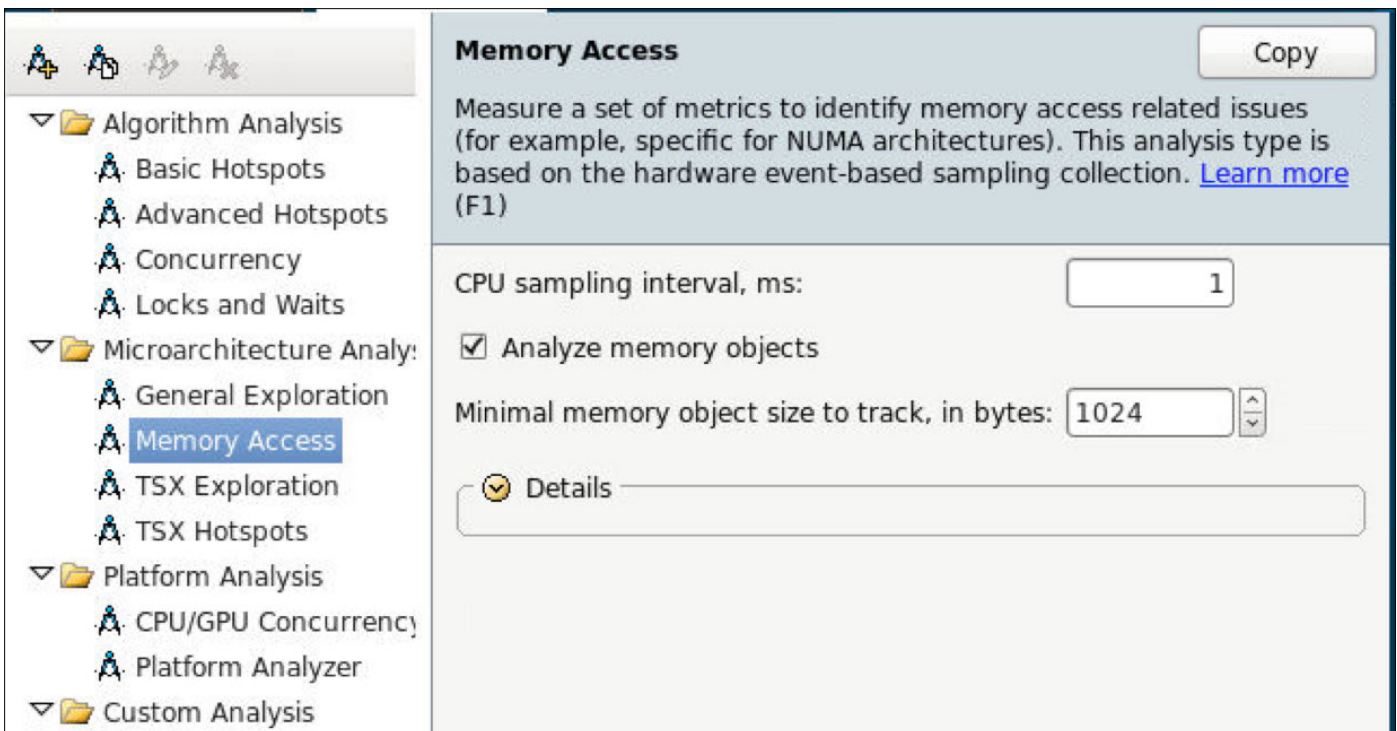 Algorithm Analysis
Basic Hotspots
Advanced Hotspots
Concurrency
Locks and Waits
Microarchitecture Analys
General Exploration
Memory Access
TSX Exploration
TSX Hotspots
Platform Analysis
CPU/GPU Concurrency
Platform Analyzer
Custom Analysis
Memory Access
Copy
Measure a set of metrics to identify memory access related issues
(for example, specific for NUMA architectures). This analysis type is
based on the hardware event-based sampling collection. Learn more
(F1)
CPU sampling interval, ms: 1
Analyze memory objects
Minimal memory object size to track, in bytes: 1024
Details